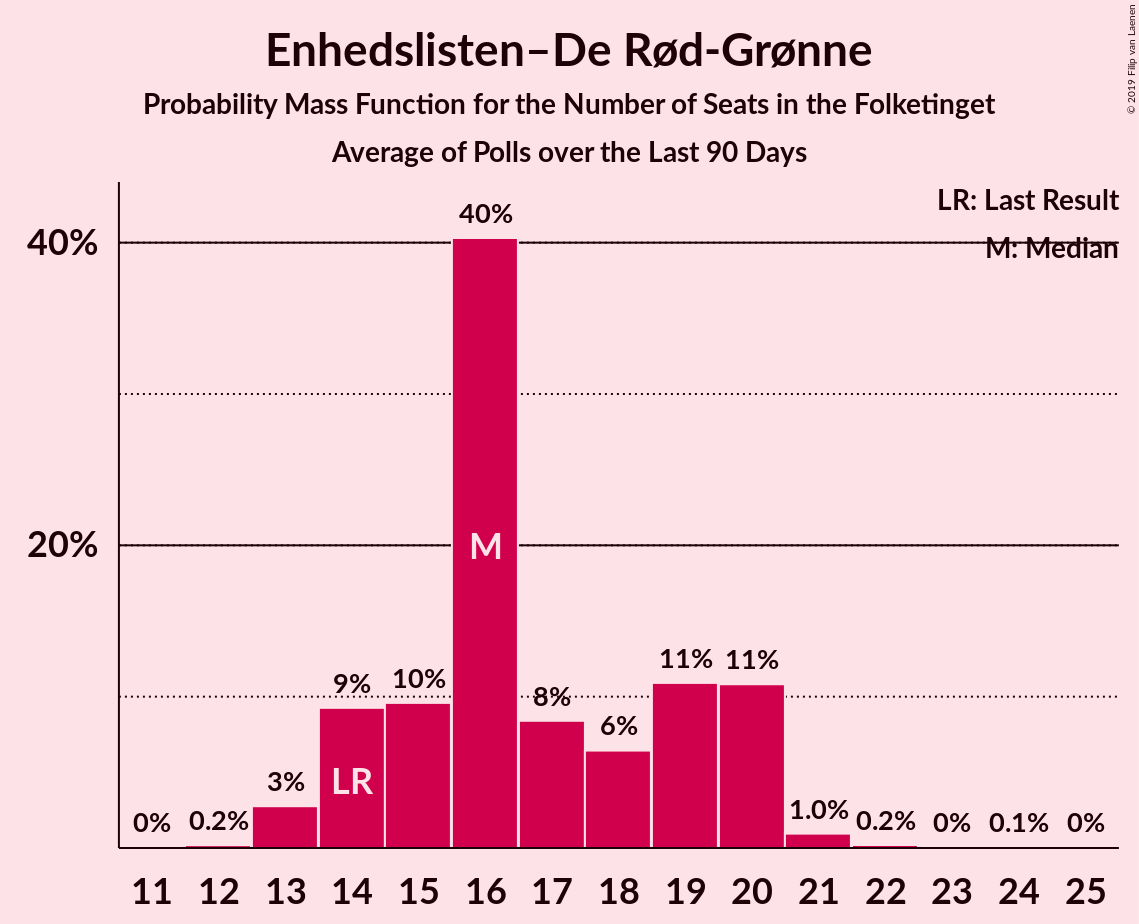 Enhedslisten–De Rød-Grønne
Probability Mass Function for the Number of Seats in the Folketinget
Average of Polls over the Last 90 Days
© 2019 Filip van Laenen
LR: Last Result
M: Median
40%
20%
0%
0.2%
3%
9%
10%
40%
8%
6%
11%
11%
1.0%
0.2%
0%
0.1%
0%
LR
M
11 12 13 14 15 16 17 18 19 20 21 22 23 24 25